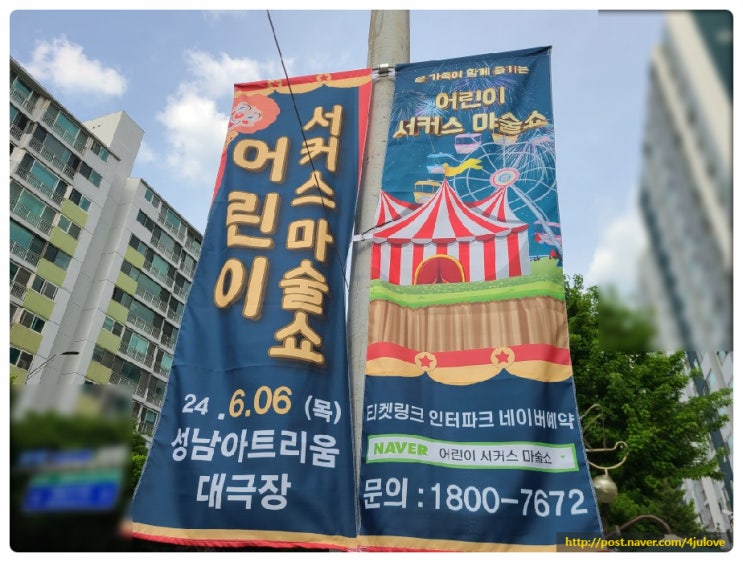 어린이
서커스마술쇼
24. 6.06 (목)
성남아트리움
대극장
온 가족이 함께 즐기는
어린이
서커스 마술쇼
티켓링크 인터파크 네이버예약
NAVER 어린이 서커스 마술쇼
문의 : 1800-7672
http://post.naver.com/4julove